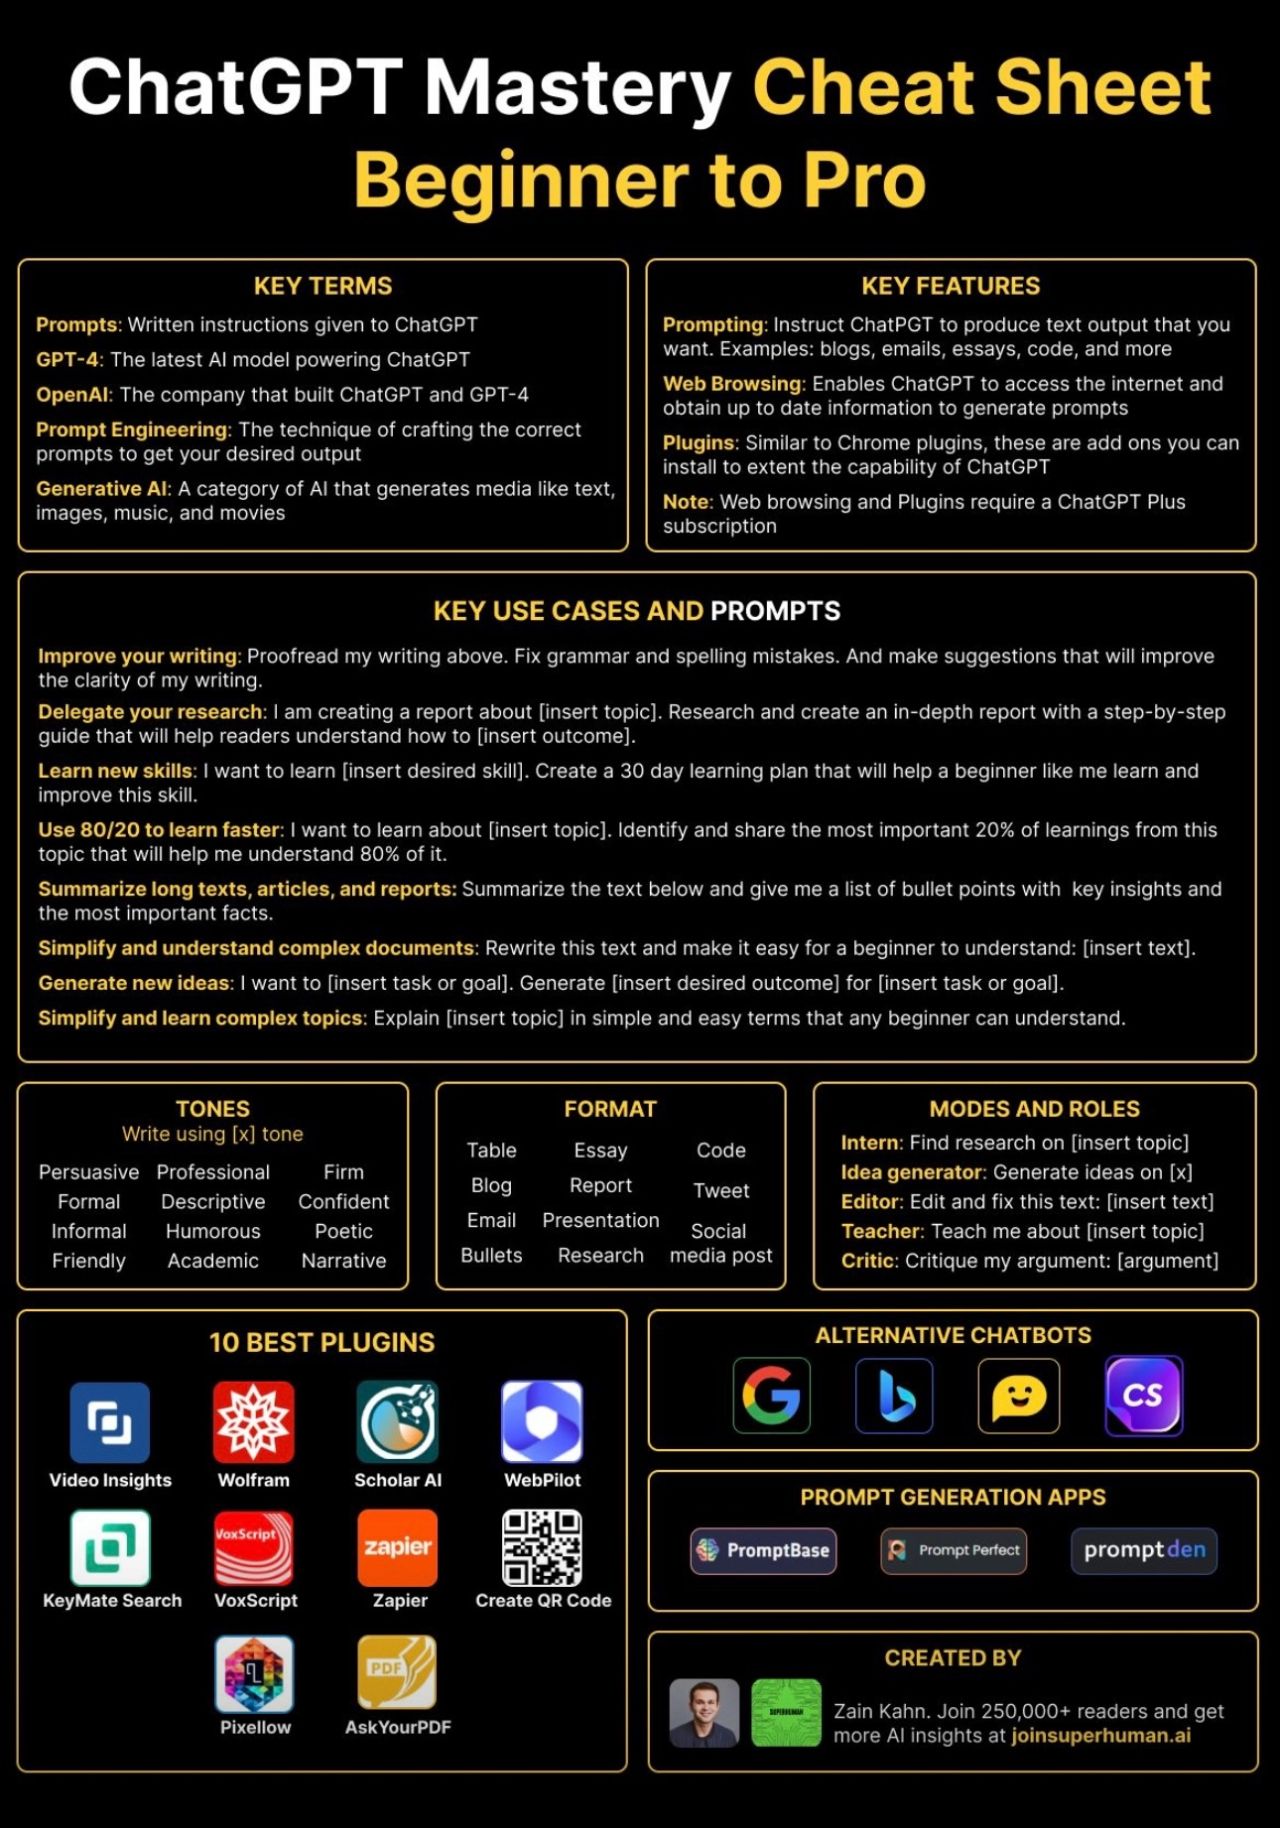 ChatGPT Mastery Cheat Sheet
Beginner to Pro
KEY TERMS
Prompts: Written instructions given to ChatGPT
GPT-4: The latest AI model powering ChatGPT
OpenAI: The company that built ChatGPT and GPT-4
Prompt Engineering: The technique of crafting the correct
prompts to get your desired output
Generative AI: A category of AI that generates media like text,
images, music, and movies
KEY FEATURES
Prompting: Instruct ChatPGT to produce text output that you
want. Examples: blogs, emails, essays, code, and more
Web Browsing: Enables ChatGPT to access the internet and
obtain up to date information to generate prompts
Plugins: Similar to Chrome plugins, these are add ons you can
install to extent the capability of ChatGPT
Note: Web browsing and Plugins require a ChatGPT Plus
subscription
KEY USE CASES AND PROMPTS
Improve your writing: Proofread my writing above. Fix grammar and spelling mistakes. And make suggestions that will improve
the clarity of my writing.
Delegate your research: I am creating a report about [insert topic]. Research and create an in-depth report with a step-by-step
guide that will help readers understand how to [insert outcome].
Learn new skills: I want to learn [insert desired skill]. Create a 30 day learning plan that will help a beginner like me learn and
improve this skill.
Use 80/20 to learn faster: I want to learn about [insert topic]. Identify and share the most important 20% of learnings from this
topic that will help me understand 80% of it.
Summarize long texts, articles, and reports: Summarize the text below and give me a list of bullet points with key insights and
the most important facts.
Simplify and understand complex documents: Rewrite this text and make it easy for a beginner to understand: [insert text].
Generate new ideas: I want to [insert task or goal]. Generate [insert desired outcome] for [insert task or goal].
Simplify and learn complex topics: Explain [insert topic] in simple and easy terms that any beginner can understand.
TONES
Write using [x] tone
Persuasive Professional Firm
Formal Descriptive Confident
Informal Humorous Poetic
Friendly Academic Narrative
FORMAT
Table Essay Code
Blog Report Tweet
Email Presentation Social
Bullets Research media post
MODES AND ROLES
Intern: Find research on [insert topic]
Idea generator: Generate ideas on [x]
Editor: Edit and fix this text: [insert text]
Teacher: Teach me about [insert topic]
Critic: Critique my argument: [argument]
10 BEST PLUGINS
Video Insights Wolfram Scholar AI WebPilot
VoxScript
zapier
KeyMate Search VoxScript Zapier Create QR Code
PDF
Pixellow AskYourPDF
ALTERNATIVE CHATBOTS
CS
PROMPT GENERATION APPS
PromptBase Prompt Perfect promptden
CREATED BY
SUPERHUMAN
Zain Kahn. Join 250,000+ readers and get
more AI insights at joinsuperhuman.ai